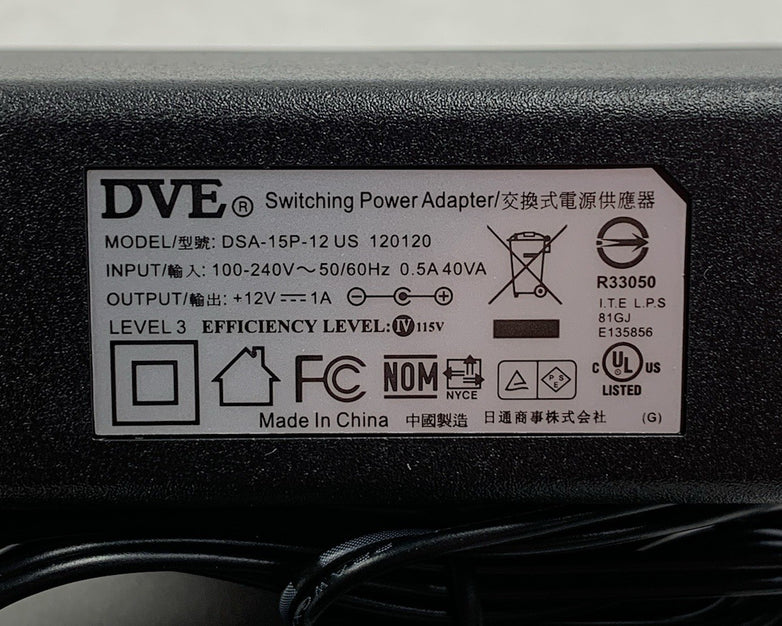 DVE® Switching Power Adapter/交換式電源供應器
MODEL/型號: DSA-15P-12 US 120120
INPUT/輸入: 100-240V～50/60Hz 0.5A 40VA
OUTPUT/輸出: +12V⎓1A
LEVEL 3 EFFICIENCY LEVEL: IV 115V
R33050
I.T.E L.P.S
81GJ
E135856
FC
NOM
NYCE
PSE
c UL US
LISTED
Made In China 中國製造 日通商事株式会社 (G)